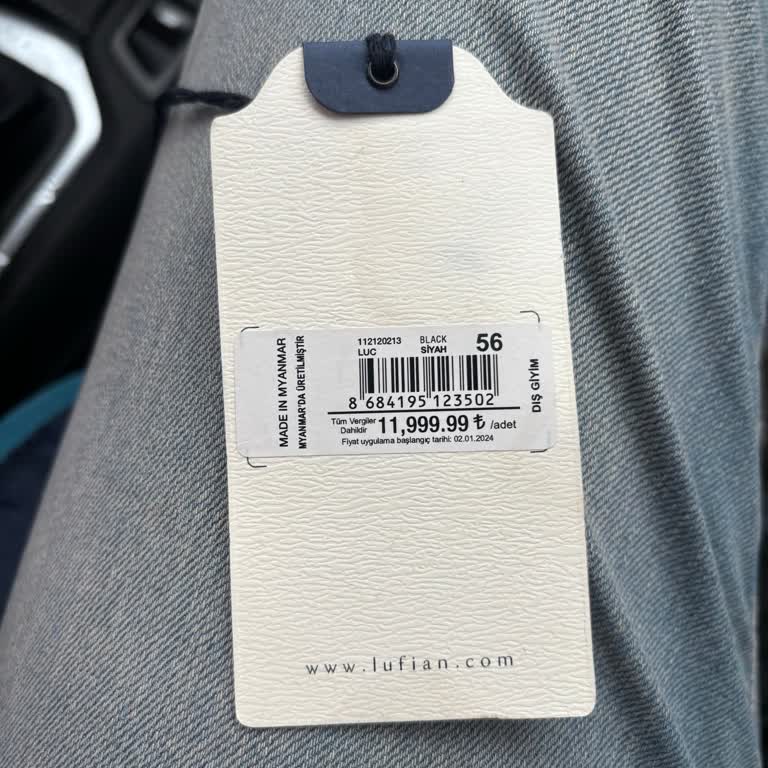 MADE IN MYANMAR
MYANMAR'DA ÜRETİLMİŞTİR
112120213 BLACK 56
LUC SİYAH
8 684195 123502
Tüm Vergiler
Dahildir 11,999.99 ₺ /adet
Fiyat uygulama başlangıç tarihi: 02.01.2024
DIŞ GİYİM
www.lufian.com